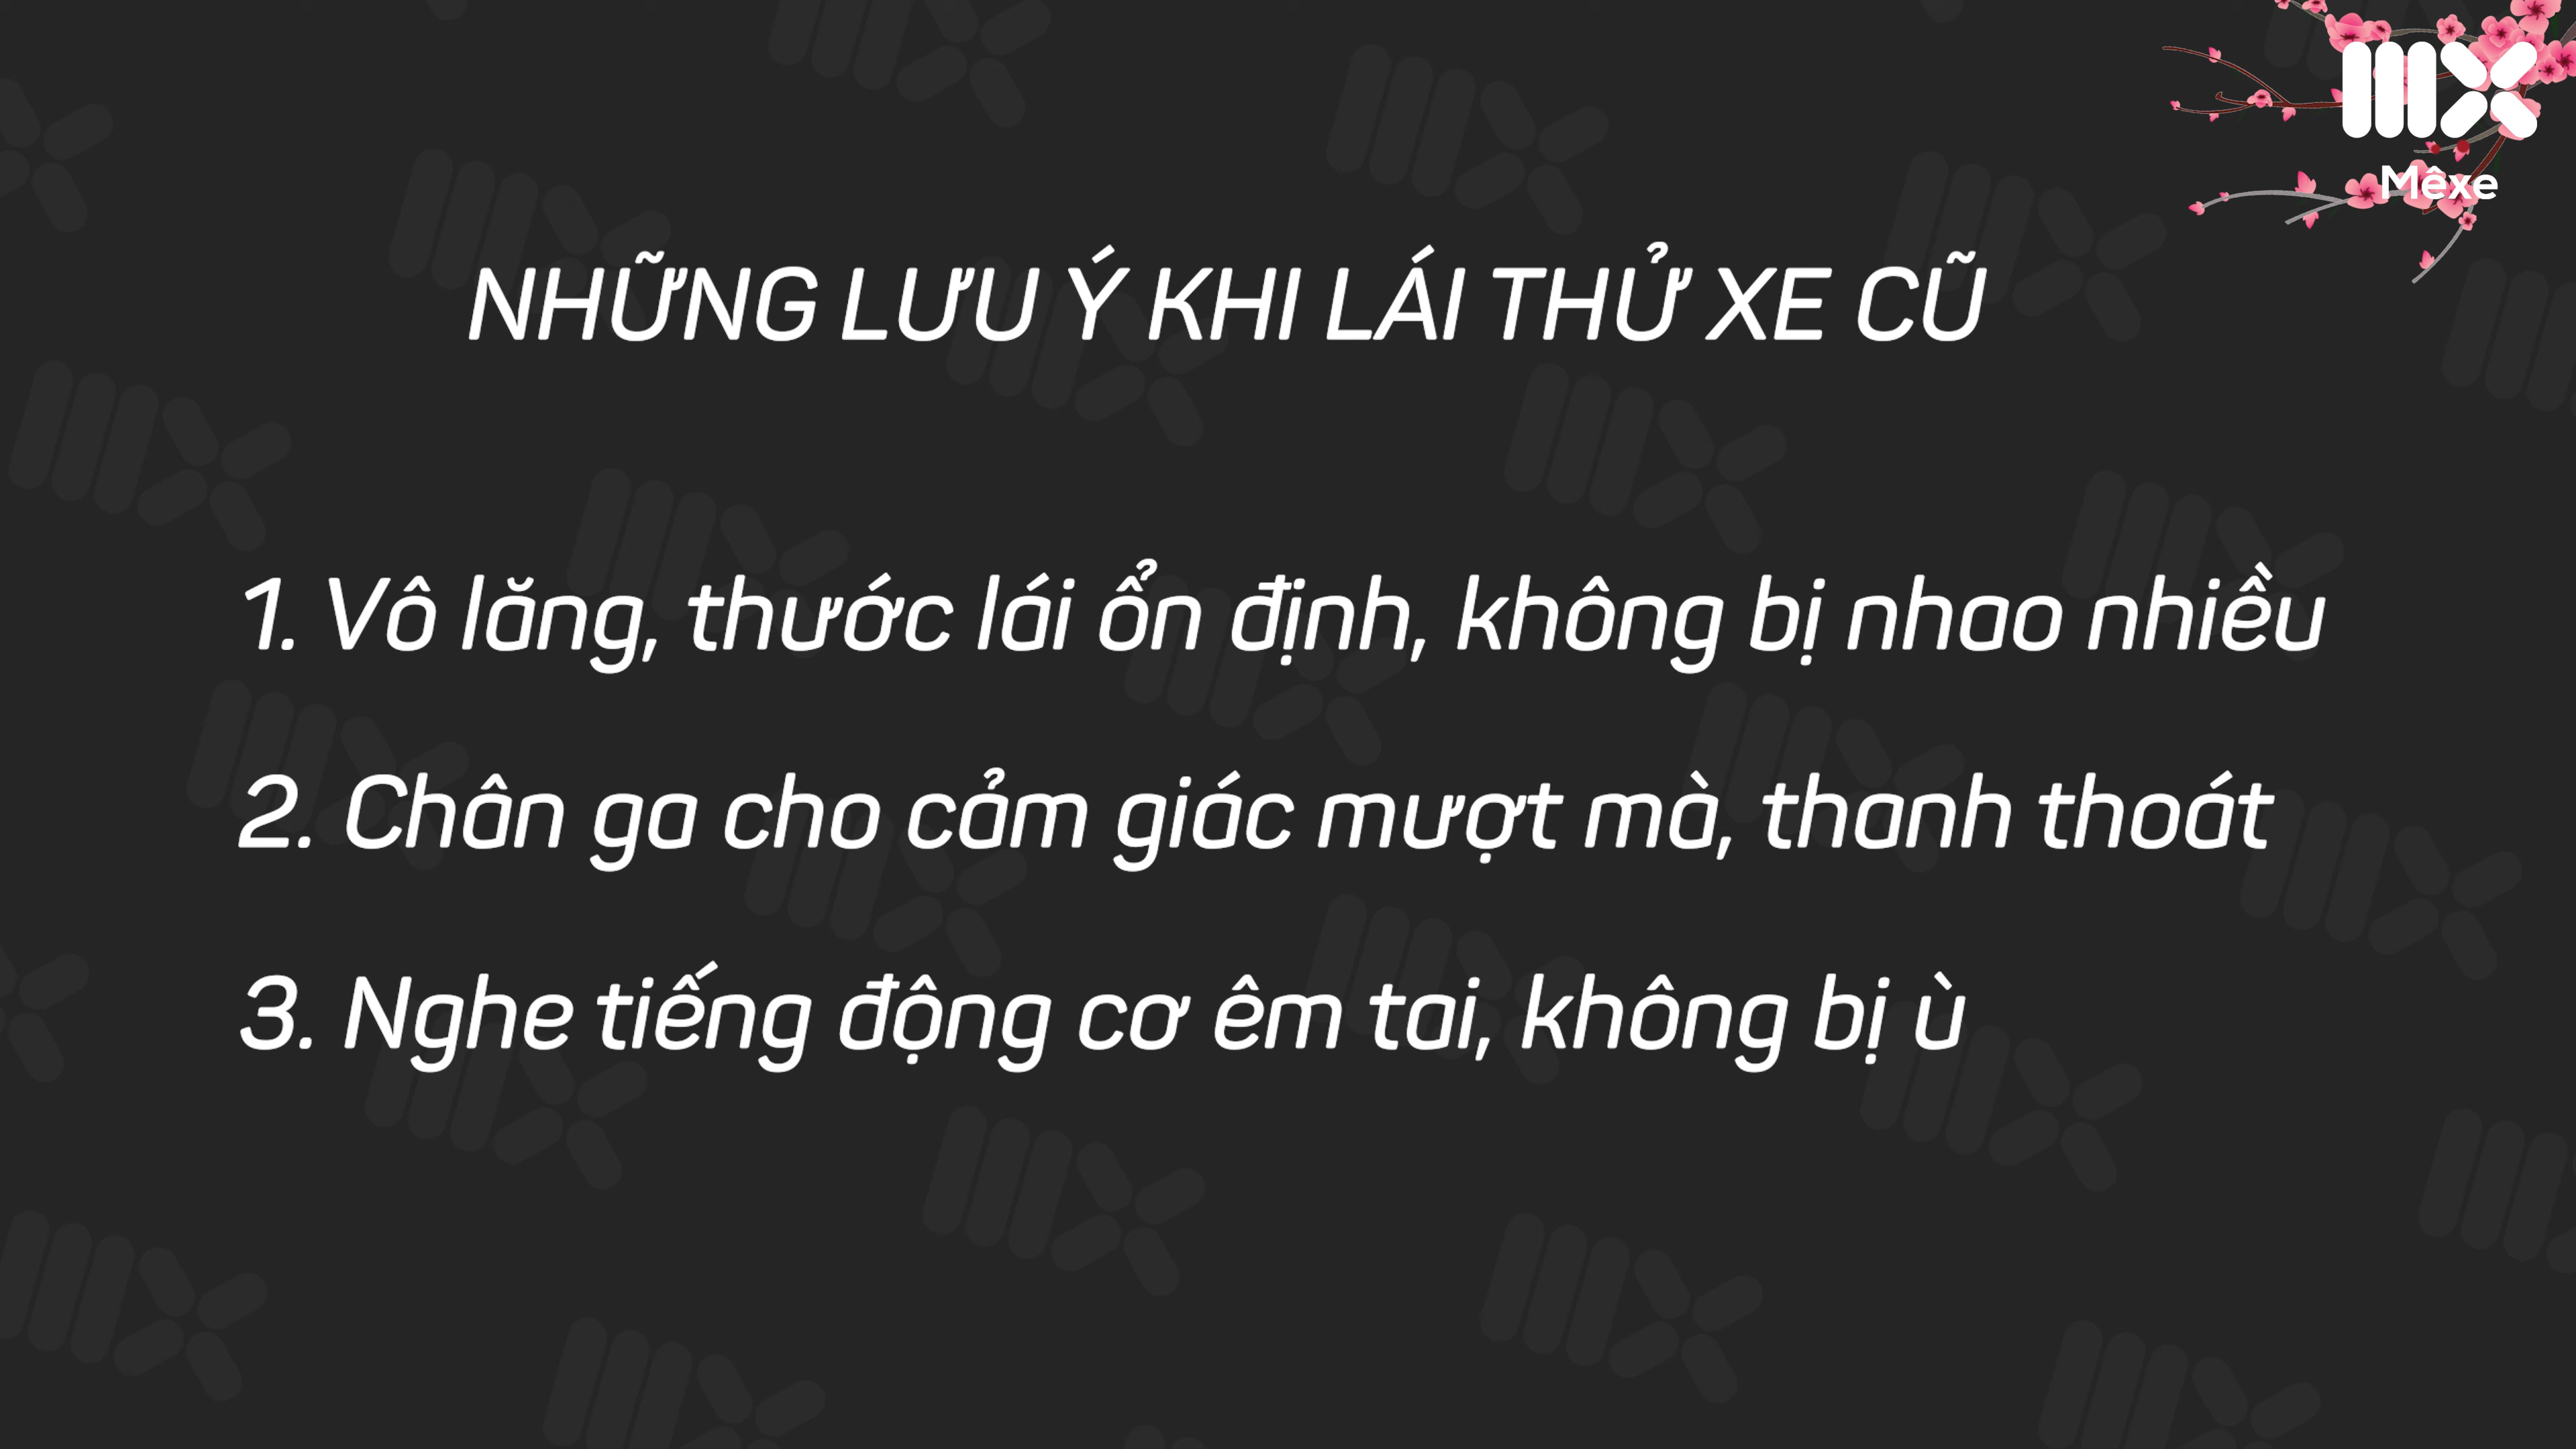 Mêxe
NHỮNG LƯU Ý KHI LÁI THỬ XE CŨ
1. Vô lăng, thước lái ổn định, không bị nhao nhiều
2. Chân ga cho cảm giác mượt mà, thanh thoát
3. Nghe tiếng động cơ êm tai, không bị ù